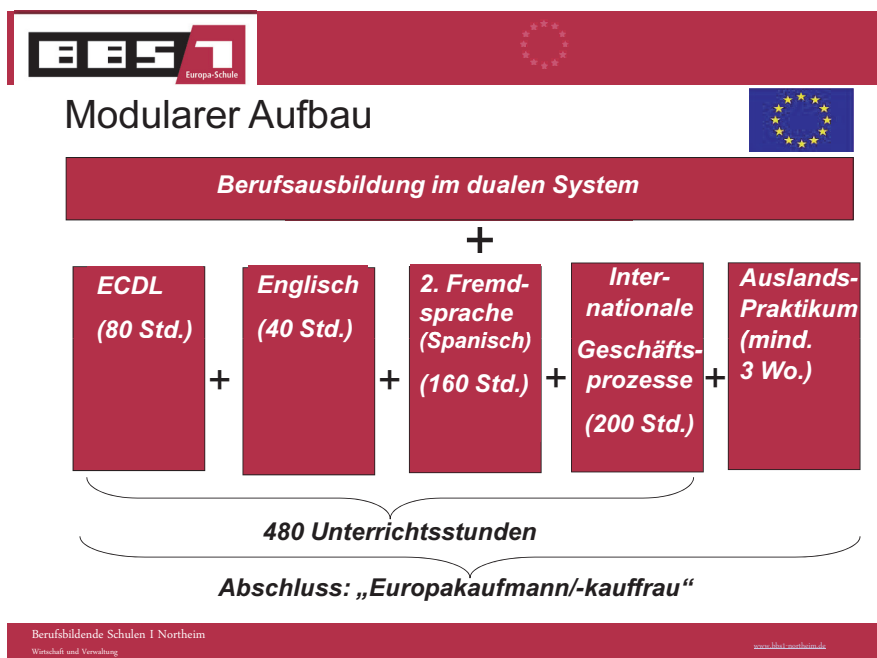 BBS1
Europa-Schule
Modularer Aufbau
Berufsausbildung im dualen System
+
ECDL
(80 Std.)
+
Englisch
(40 Std.)
+
2. Fremd-
sprache
(Spanisch)
(160 Std.)
+
Inter-
nationale
Geschäfts-
prozesse
(200 Std.)
+
Auslands-
Praktikum
(mind.
3 Wo.)
480 Unterrichtsstunden
Abschluss: „Europakaufmann/-kauffrau“
Berufsbildende Schulen I Northeim
Wirtschaft und Verwaltung
www.bbs1-northeim.de